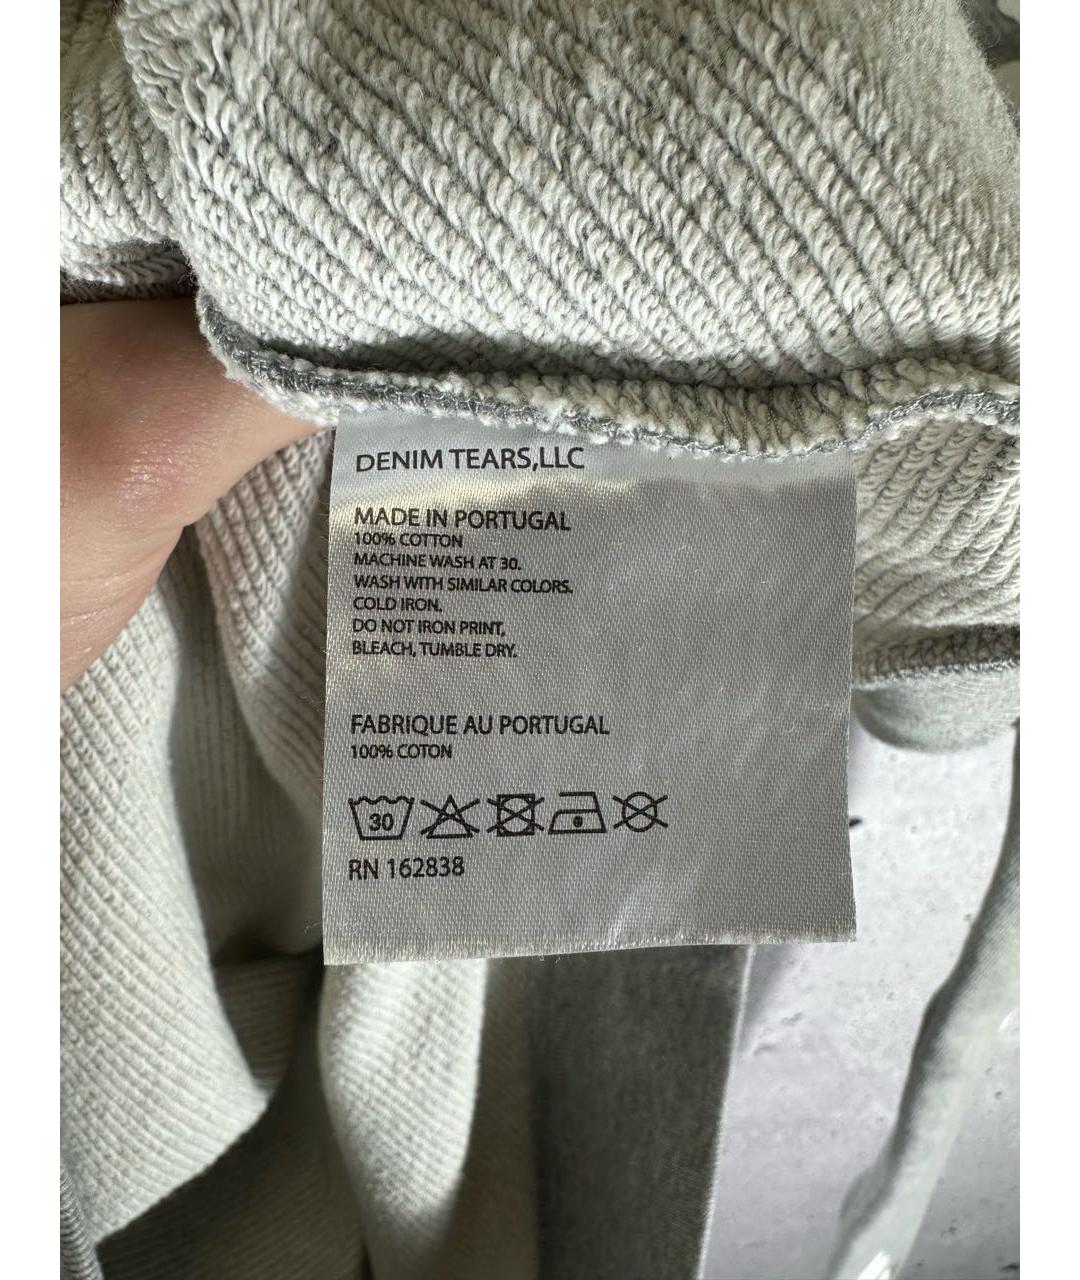 DENIM TEARS,LLC
MADE IN PORTUGAL
100% COTTON
MACHINE WASH AT 30.
WASH WITH SIMILAR COLORS.
COLD IRON.
DO NOT IRON PRINT,
BLEACH, TUMBLE DRY.
FABRIQUE AU PORTUGAL
100% COTON
30
RN 162838